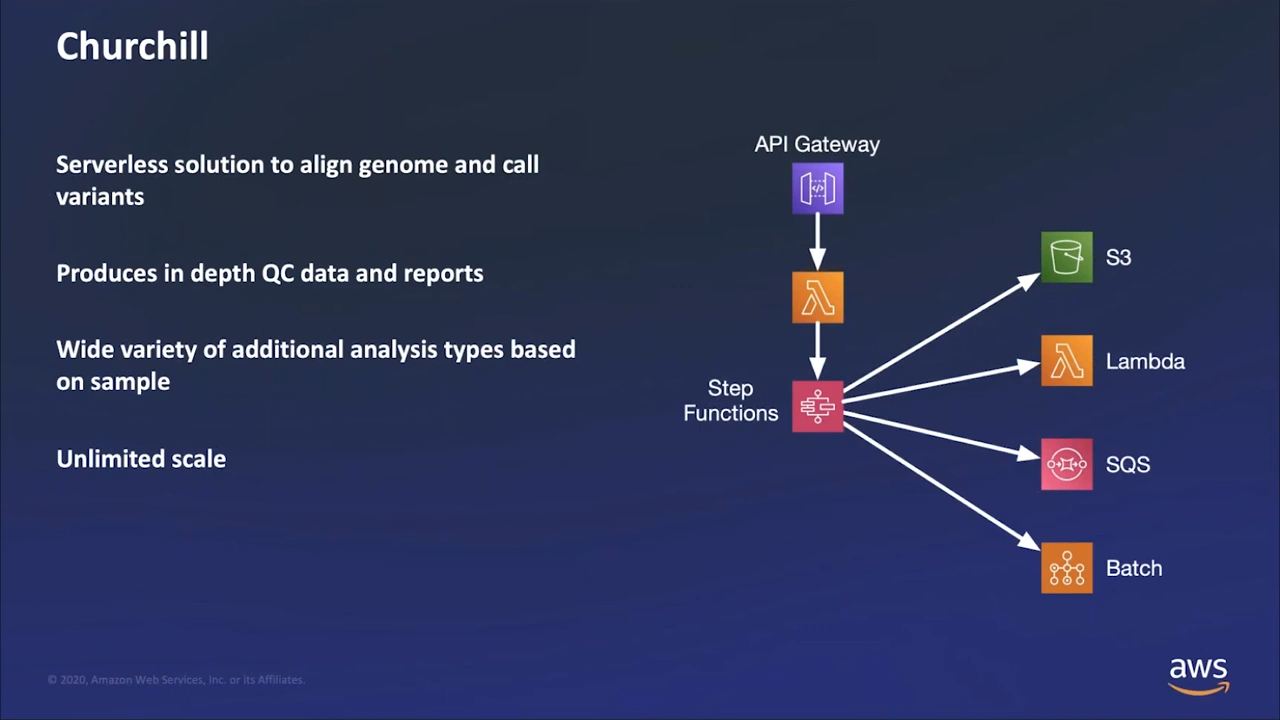 Churchill
Serverless solution to align genome and call
variants
Produces in depth QC data and reports
Wide variety of additional analysis types based
on sample
Unlimited scale
API Gateway
Step
Functions
S3
Lambda
SQS
Batch
© 2020, Amazon Web Services, Inc. or its Affiliates.
aws